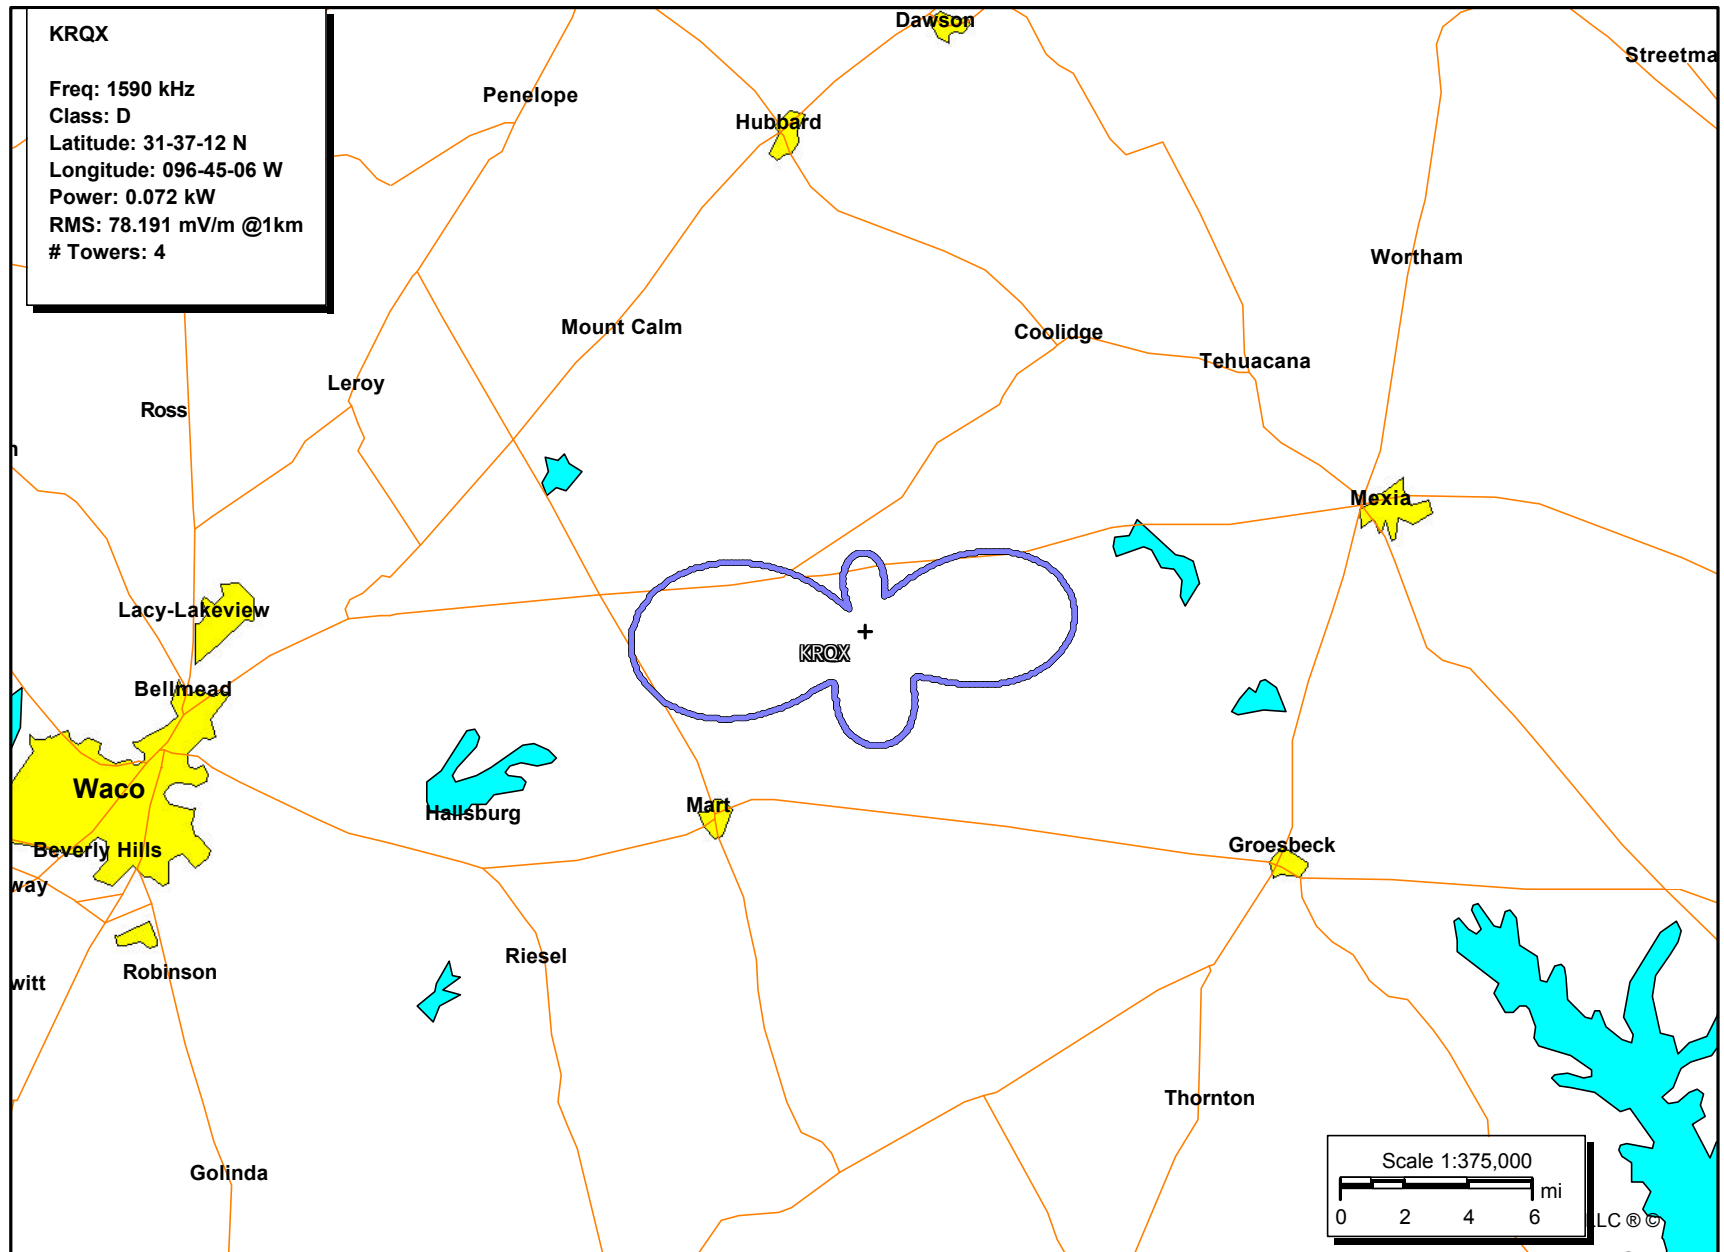 KRQX
Freq: 1590 kHz
Class: D
Latitude: 31-37-12 N
Longitude: 096-45-06 W
Power: 0.072 kW
RMS: 78.191 mV/m @1km
# Towers: 4
Dawson
Streetma
Penelope
Hubbard
Wortham
Mount Calm
Coolidge
Tehuacana
Leroy
Ross
Mexia
Lacy-Lakeview
KRQX
Bellmead
Waco
Mart
Hallsburg
Groesbeck
Beverly Hills
way
Riesel
Robinson
witt
Thornton
Golinda
Scale 1:375,000
mi
0 2 4 6
LC ® ©